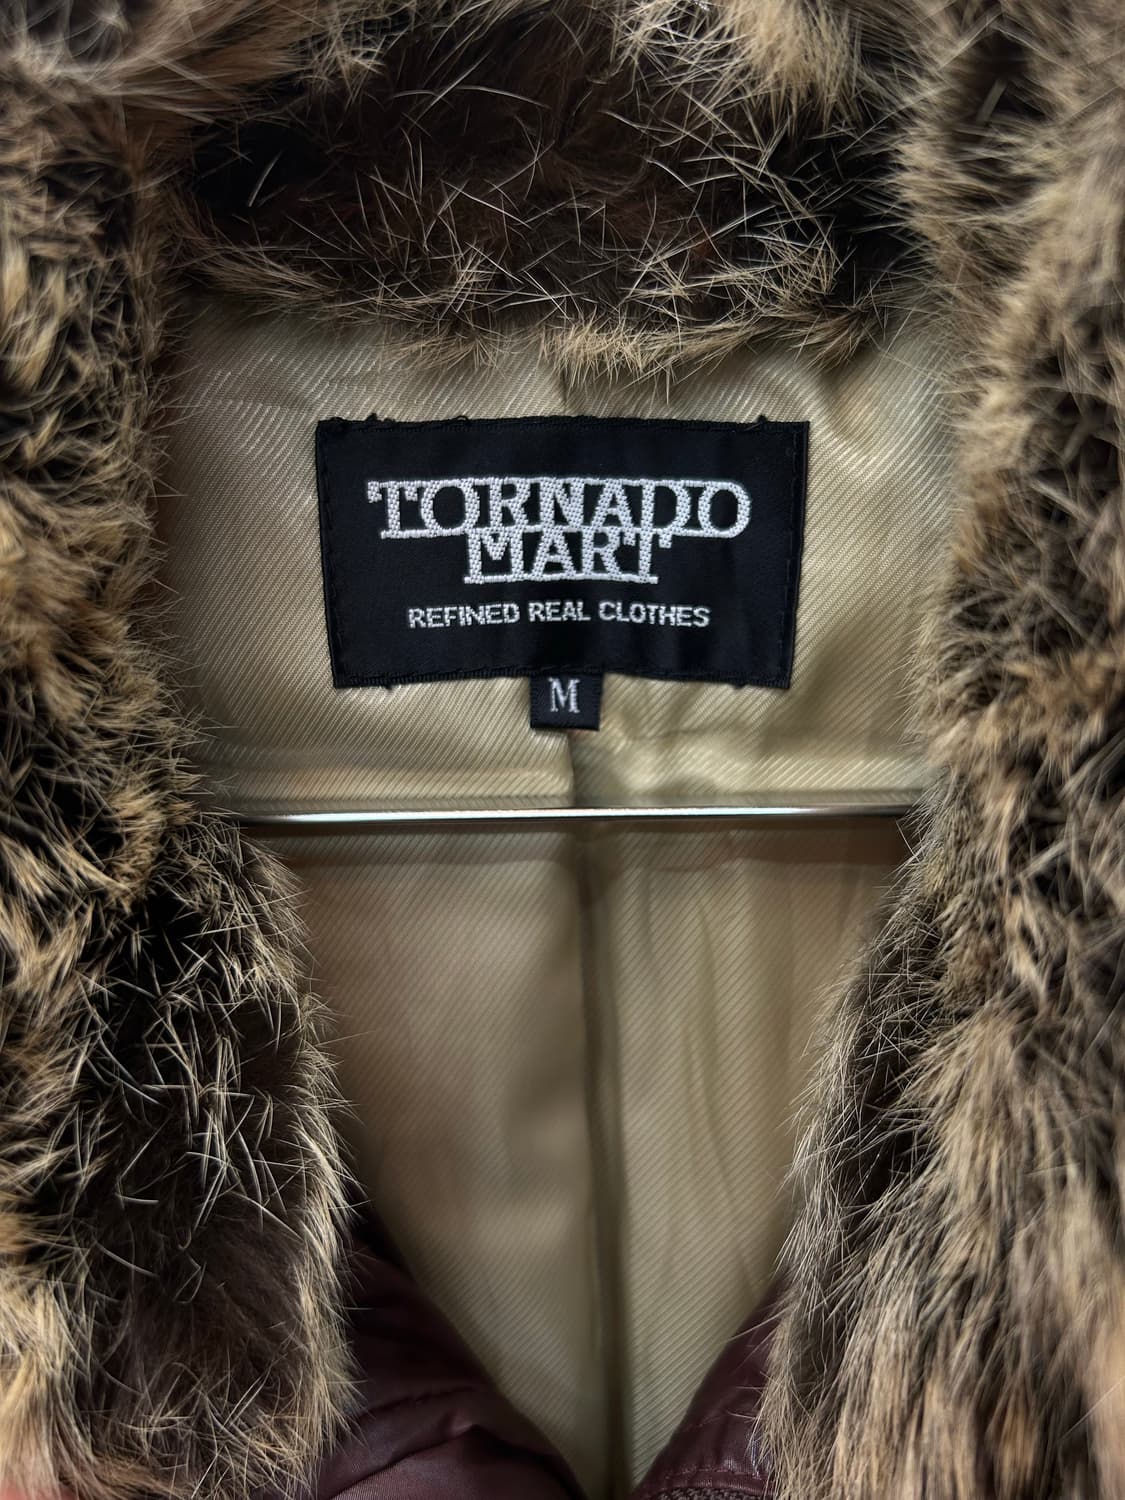 TORNADO
MART
REFINED REAL CLOTHES
M